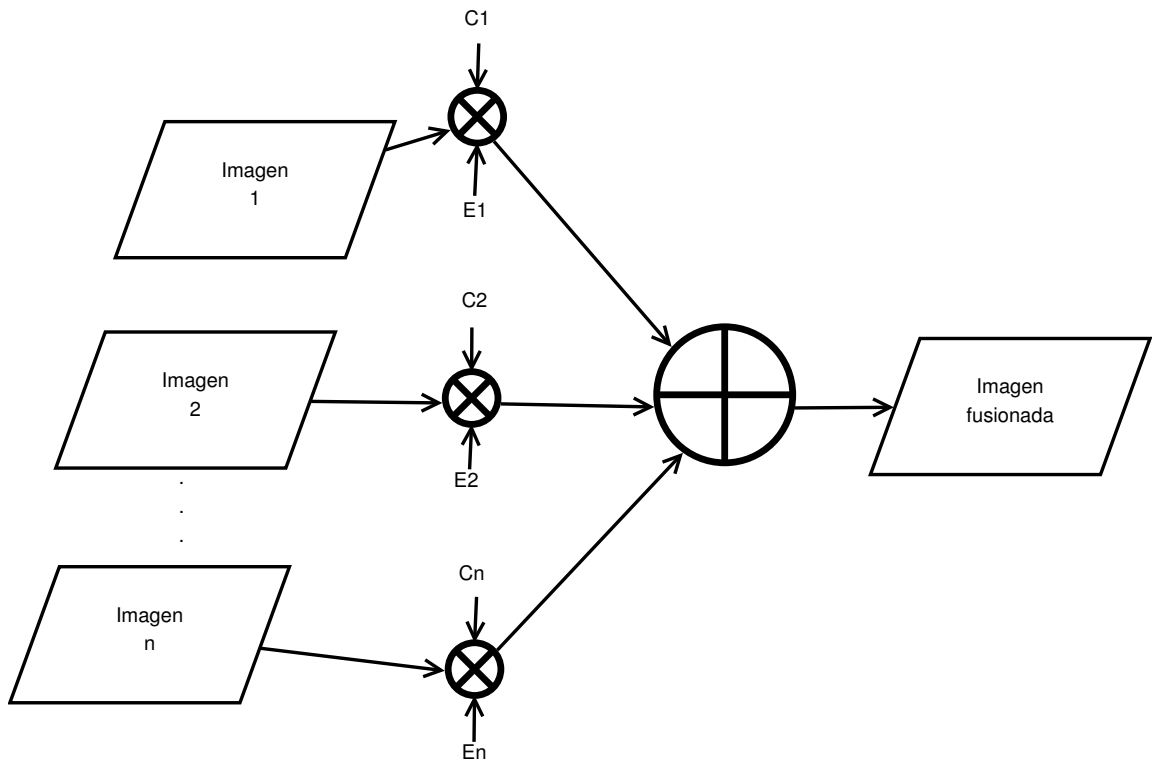 C1
Imagen
1
E1
C2
Imagen
2
E2
Imagen
fusionada
.
.
.
Cn
Imagen
n
En